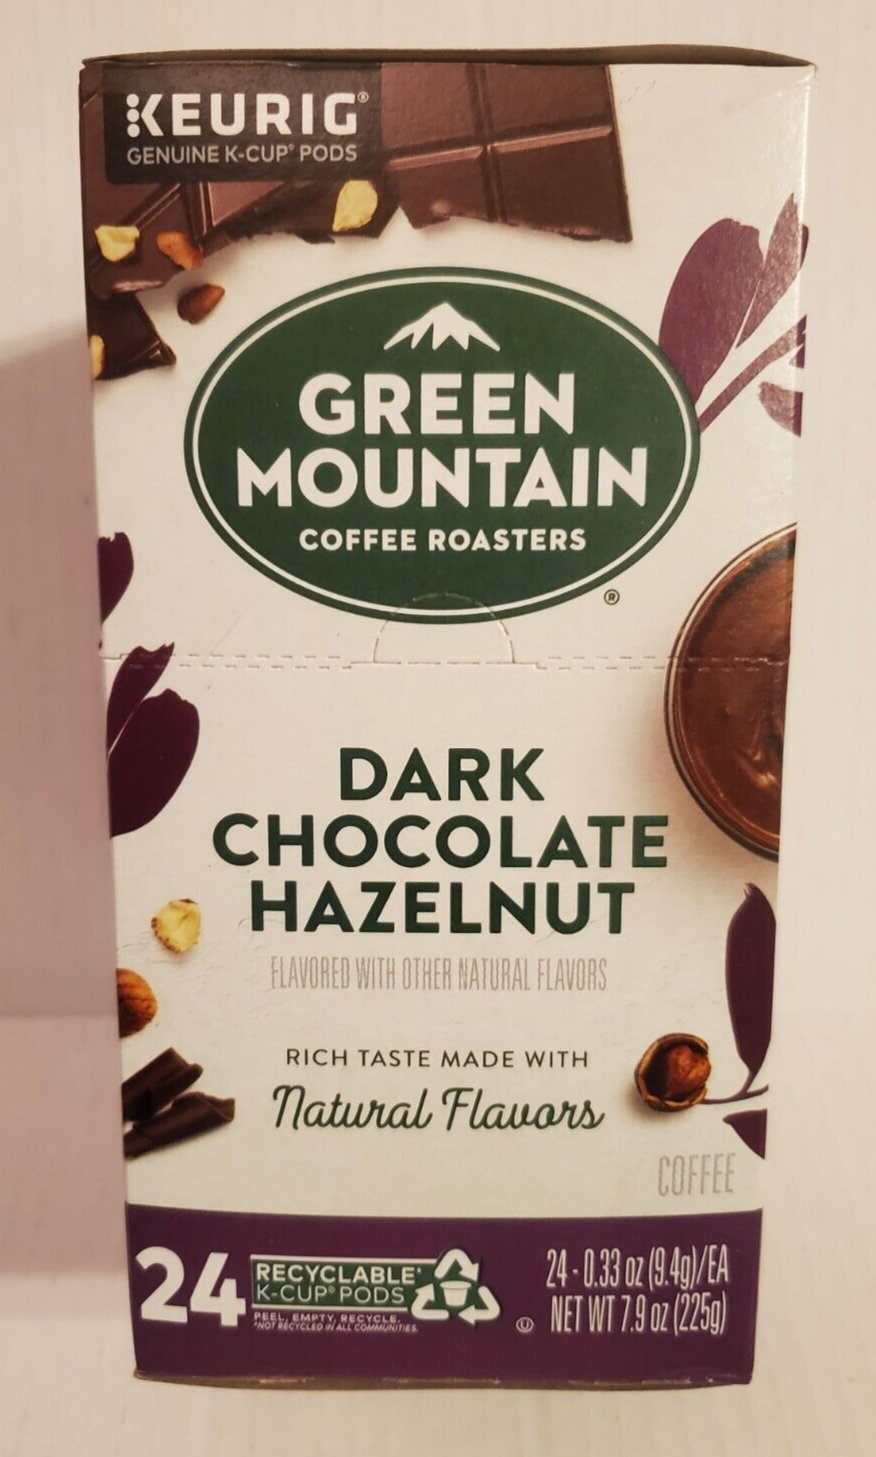 KEURIG®
GENUINE K-CUP® PODS
GREEN
MOUNTAIN
COFFEE ROASTERS
®
DARK
CHOCOLATE
HAZELNUT
FLAVORED WITH OTHER NATURAL FLAVORS
RICH TASTE MADE WITH
Natural Flavors
COFFEE
24
RECYCLABLE*
K-CUP® PODS
PEEL, EMPTY, RECYCLE.
*NOT RECYCLED IN ALL COMMUNITIES.
U
24 - 0.33 oz (9.4g)/EA
NET WT 7.9 oz (225g)